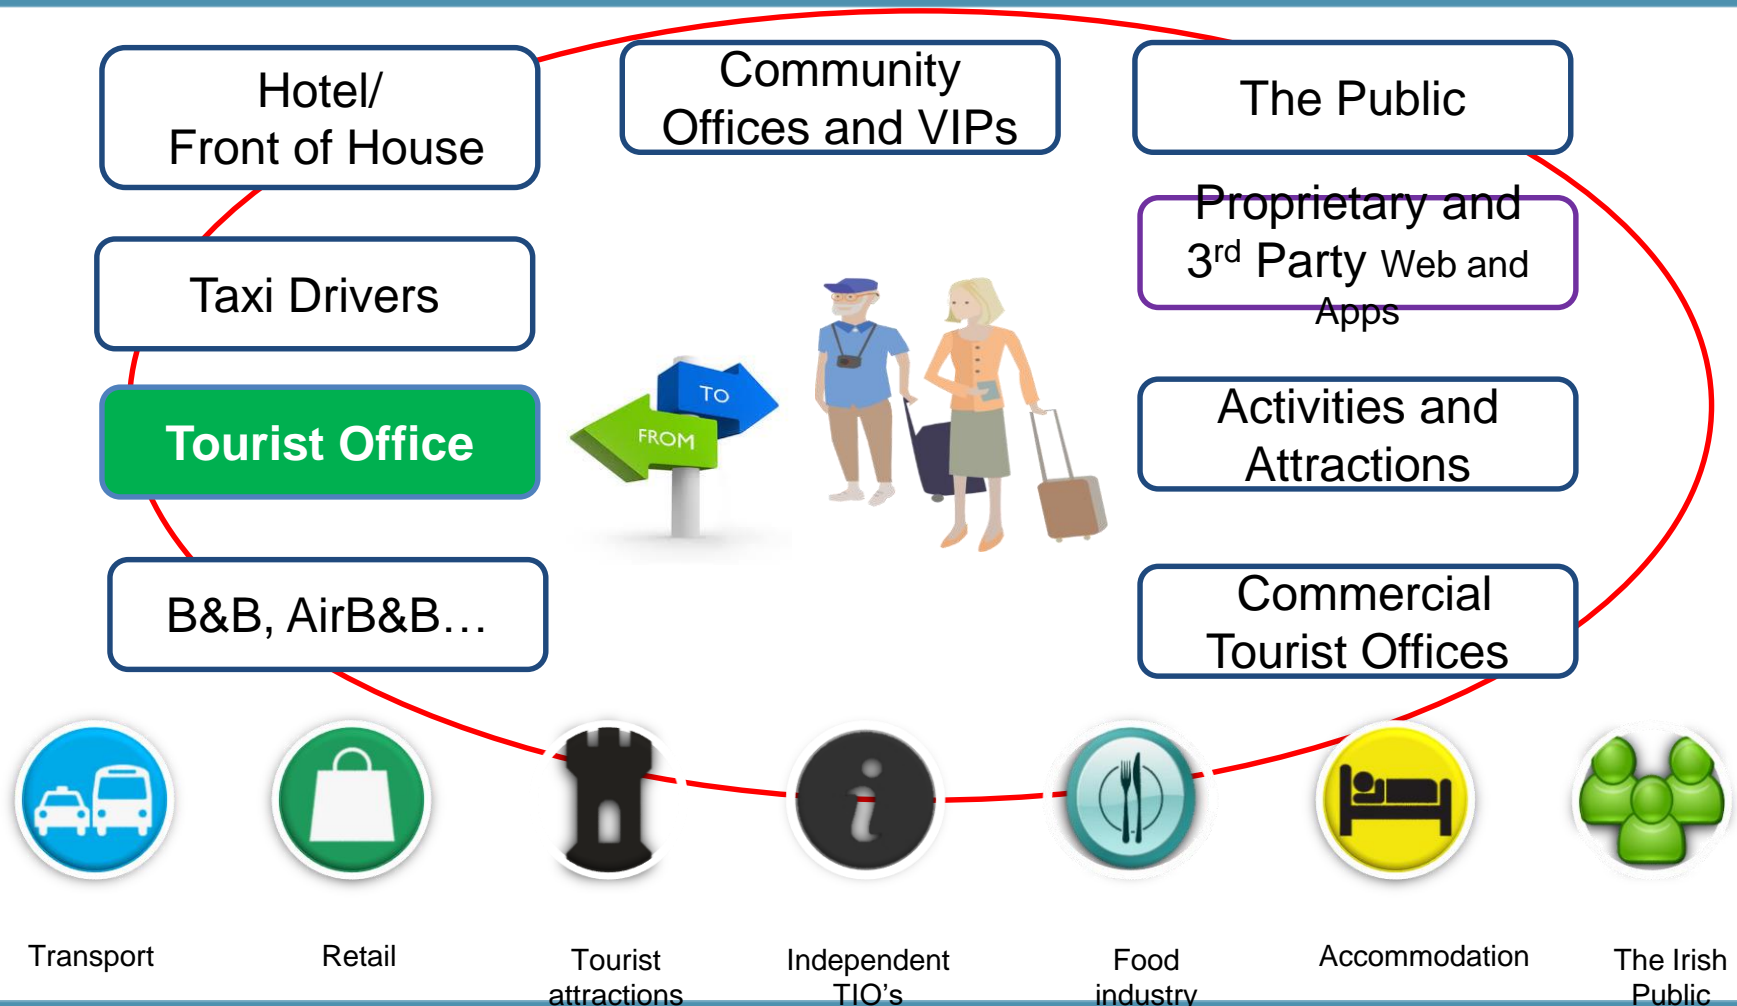 Hotel/
Front of House
Community
Offices and VIPs
The Public
Proprietary and
3rd Party Web and
Apps
Taxi Drivers
TO
FROM
Tourist Office
Activities and
Attractions
B&B, AirB&B…
Commercial
Tourist Offices
i
Transport
Retail
Tourist
attractions
Independent
TIO’s
Food
industry
Accommodation
The Irish
Public